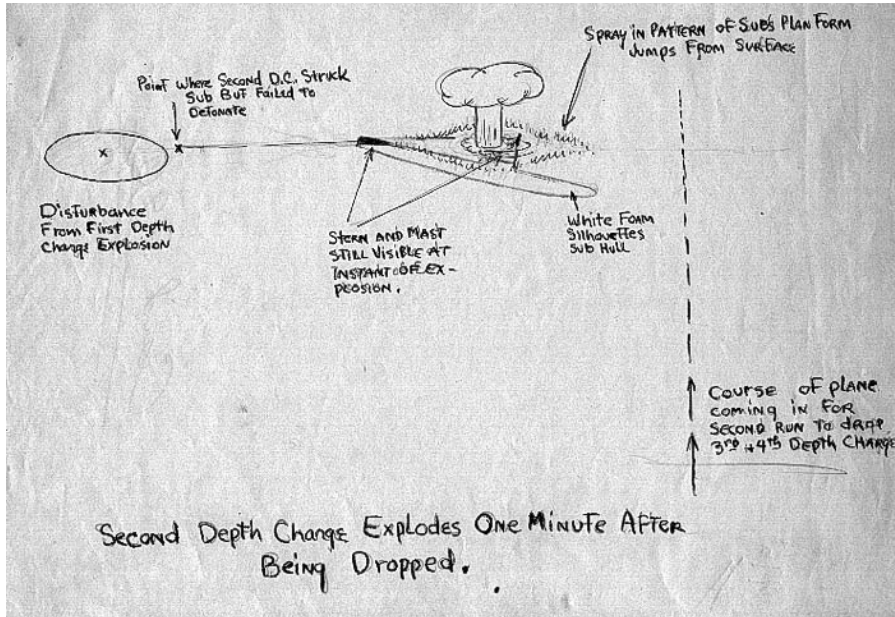 Spray in Pattern of Sub's Plan Form
Jumps From Surface
Point Where Second D.C. Struck
Sub But Failed to
Detonate
Disturbance
From First Depth
Charge Explosion
Stern and Mast
Still Visible At
Instant of Ex-
plosion.
White Foam
Silhouettes
Sub Hull
Course of plane
coming in for
Second Run to drop
3rd + 4th Depth Charge
Second Depth Charge Explodes One Minute After
Being Dropped.